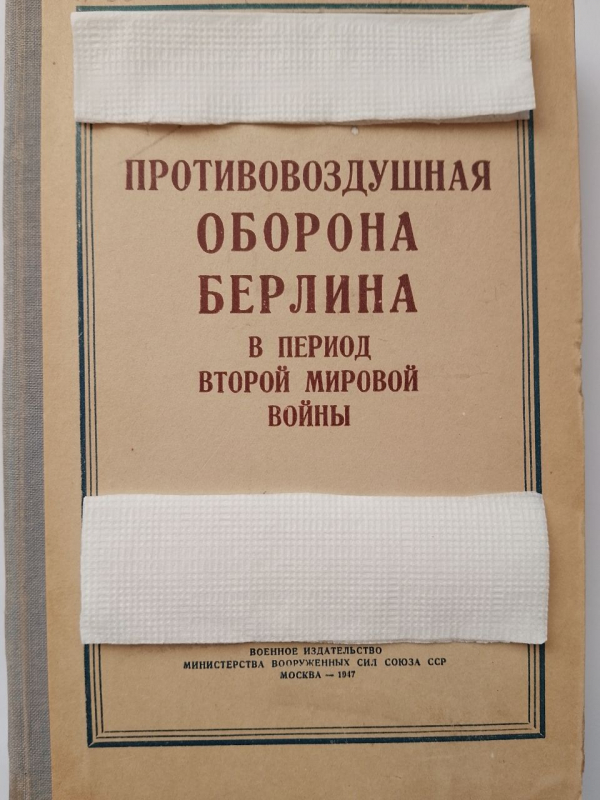 ПРОТИВОВОЗДУШНАЯ
ОБОРОНА
БЕРЛИНА
В ПЕРИОД
ВТОРОЙ МИРОВОЙ
ВОЙНЫ
ВОЕННОЕ ИЗДАТЕЛЬСТВО
МИНИСТЕРСТВА ВООРУЖЕННЫХ СИЛ СОЮЗА ССР
МОСКВА — 1947